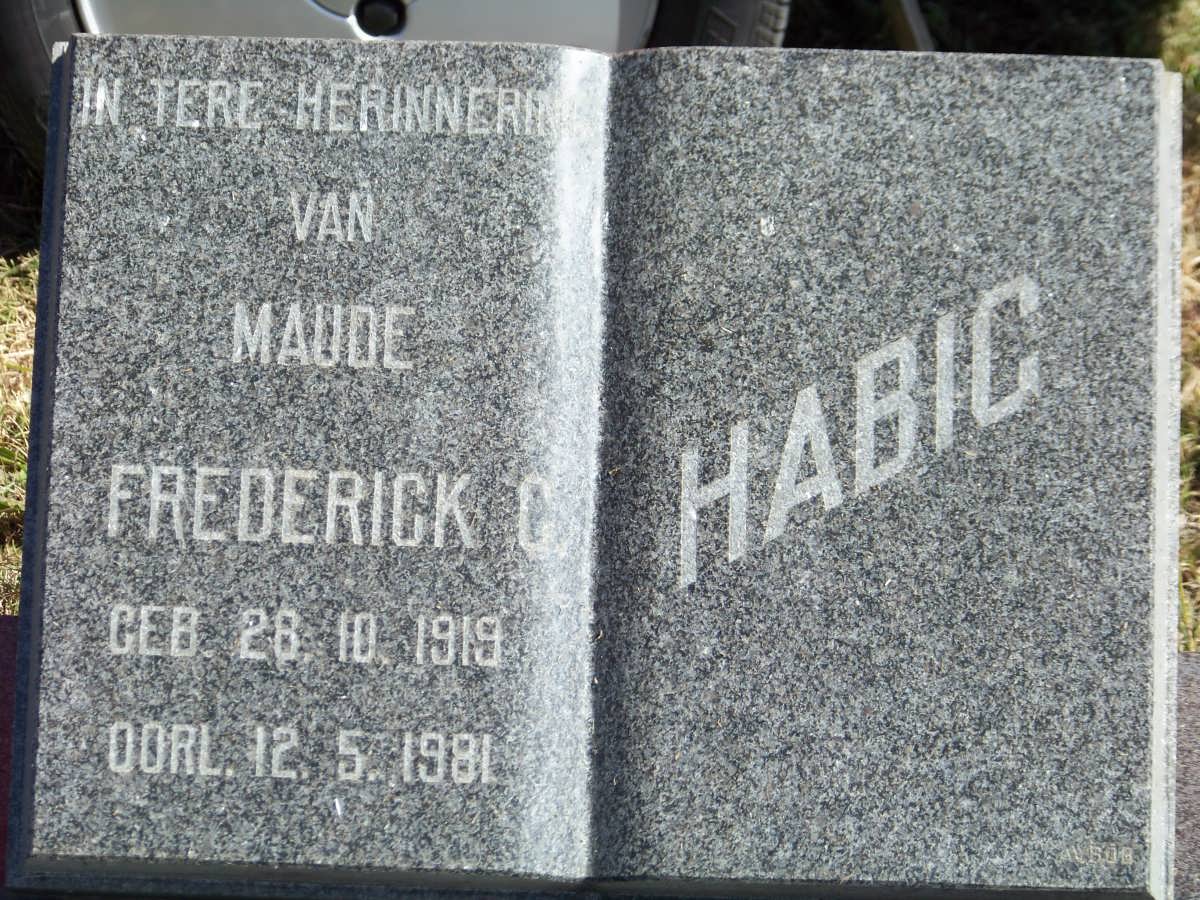 IN TERE HERINNERING
VAN
MAUDE
FREDERICK C.
GEB. 28. 10. 1919
OORL. 12. 5. 1981
HABIG